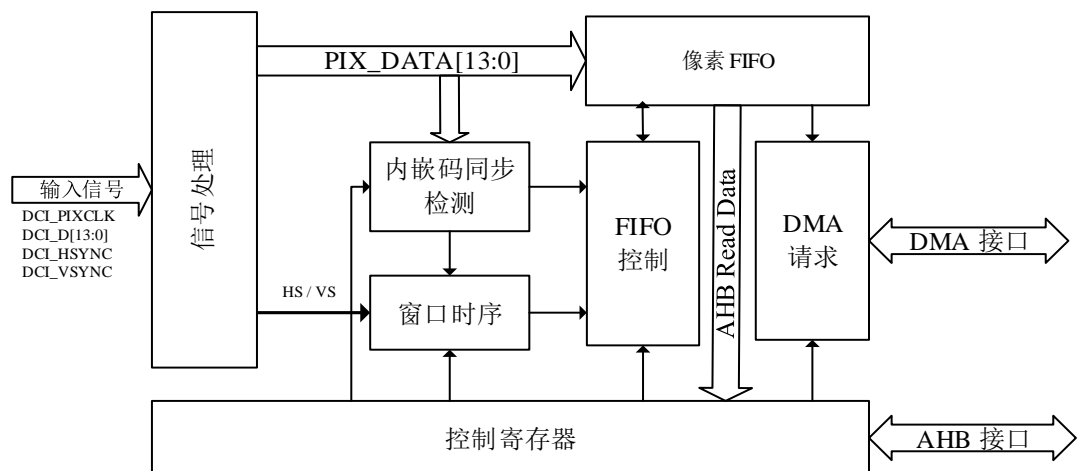 PIX_DATA[13:0]
像素 FIFO
输入信号
DCI_PIXCLK
DCI_D[13:0]
DCI_HSYNC
DCI_VSYNC
信号处理
内嵌码同步
检测
HS / VS
窗口时序
FIFO
控制
AHB Read Data
DMA
请求
DMA 接口
控制寄存器
AHB 接口